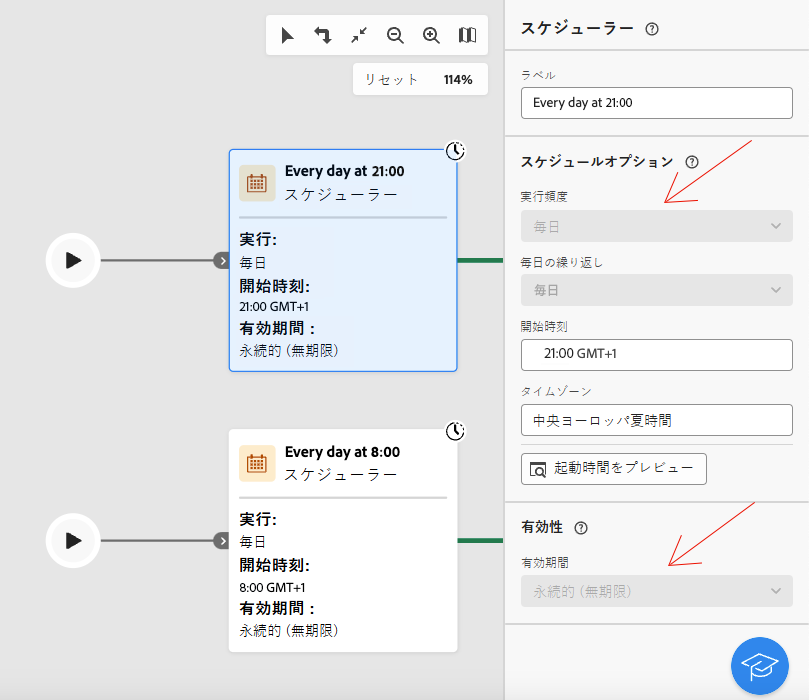 リセット 114%
Every day at 21:00
スケジューラー
実行:
毎日
開始時刻:
21:00 GMT+1
有効期間：
永続的 (無期限)
Every day at 8:00
スケジューラー
実行:
毎日
開始時刻:
8:00 GMT+1
有効期間：
永続的 (無期限)
スケジューラー
ラベル
Every day at 21:00
スケジュールオプション
実行頻度
毎日
毎日の繰り返し
毎日
開始時刻
21:00 GMT+1
タイムゾーン
中央ヨーロッパ夏時間
起動時間をプレビュー
有効性
有効期間
永続的 (無期限)